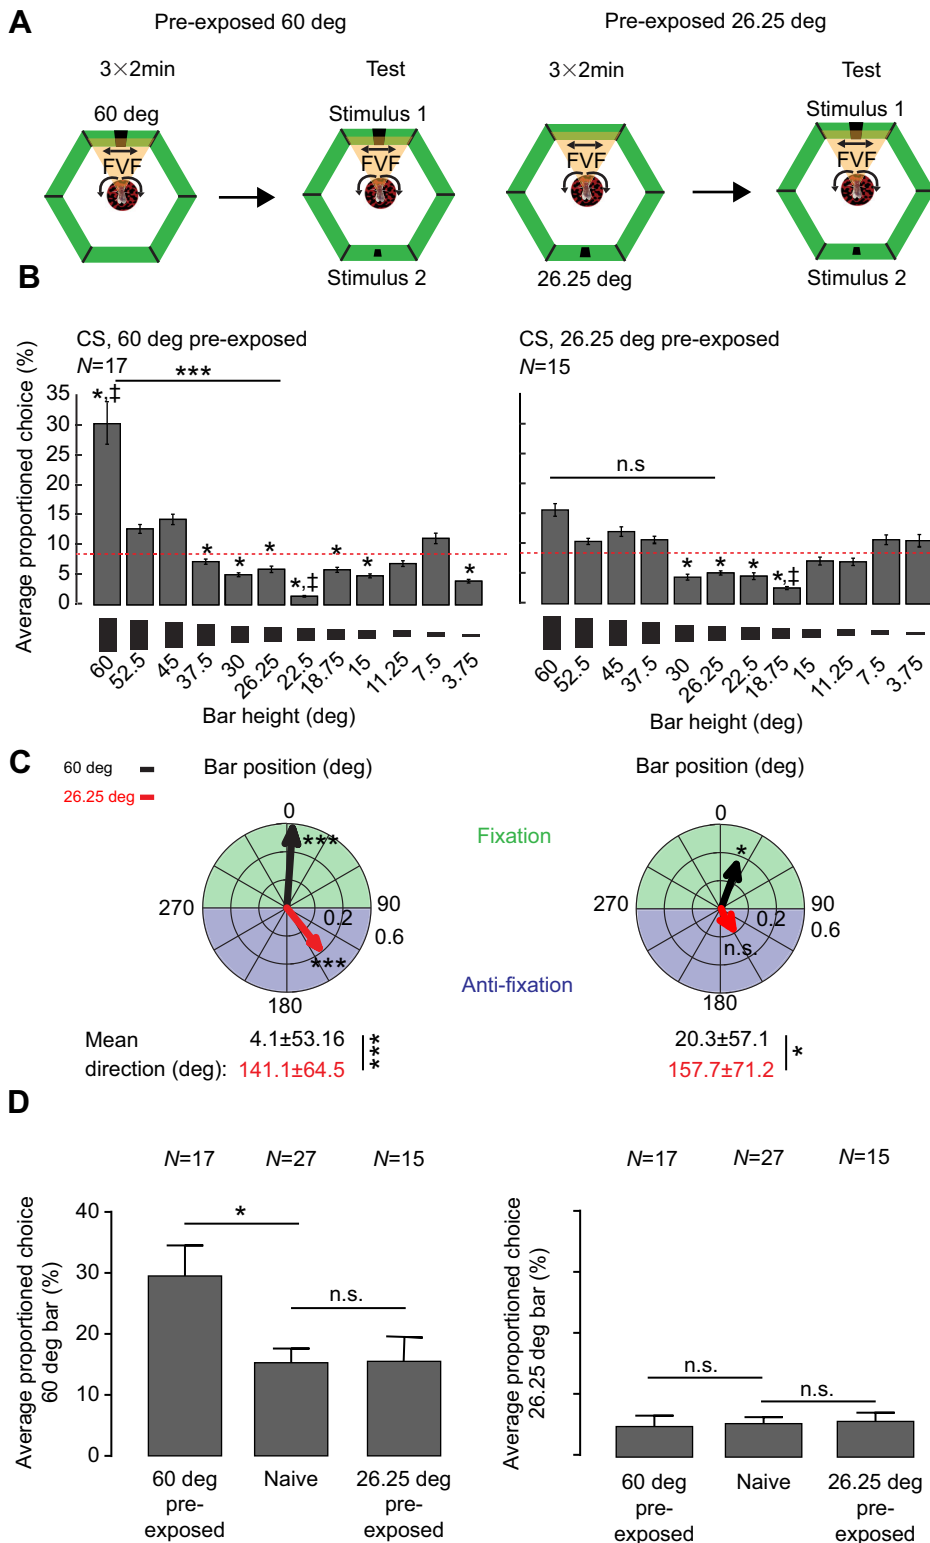 A
Pre-exposed 60 deg
Pre-exposed 26.25 deg
3×2min
Test
3×2min
Test
60 deg
Stimulus 1
Stimulus 1
FVF
FVF
FVF
FVF
Stimulus 2
26.25 deg
Stimulus 2
B
CS, 60 deg pre-exposed
N=17
***
CS, 26.25 deg pre-exposed
N=15
n.s
Average proportioned choice (%)
35
30
25
20
15
10
5
0
*,‡
*
*
*
*,‡
*
*
*
*
*
*
*,‡
60
52.5
45
37.5
30
26.25
22.5
18.75
15
11.25
7.5
3.75
Bar height (deg)
60
52.5
45
37.5
30
26.25
22.5
18.75
15
11.25
7.5
3.75
Bar height (deg)
C
60 deg
26.25 deg
Bar position (deg)
Bar position (deg)
0
***
270
90
0.2
0.6
***
180
Fixation
Anti-fixation
0
*
270
90
0.2
0.6
n.s.
180
Mean
direction (deg):
4.1±53.16
141.1±64.5
***
20.3±57.1
157.7±71.2
*
D
N=17
N=27
N=15
N=17
N=27
N=15
Average proportioned choice
60 deg bar (%)
40
30
20
10
0
*
n.s.
60 deg
pre-
exposed
Naive
26.25 deg
pre-
exposed
Average proportioned choice
26.25 deg bar (%)
n.s.
n.s.
60 deg
pre-
exposed
Naive
26.25 deg
pre-
exposed